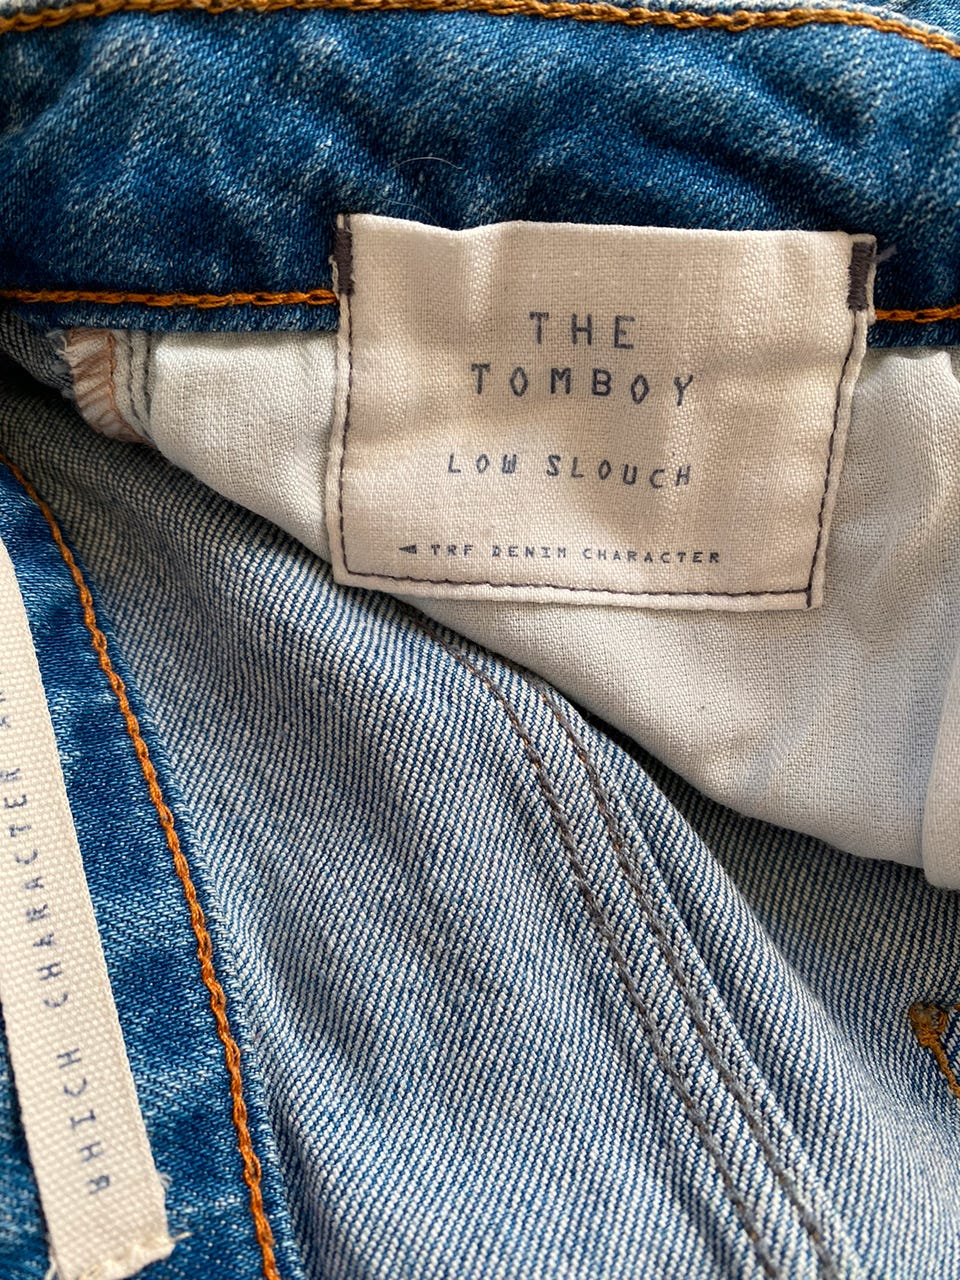 THE
TOMBOY
LOW SLOUCH
◄ TRF DENIM CHARACTER
WHICH CHARACTER